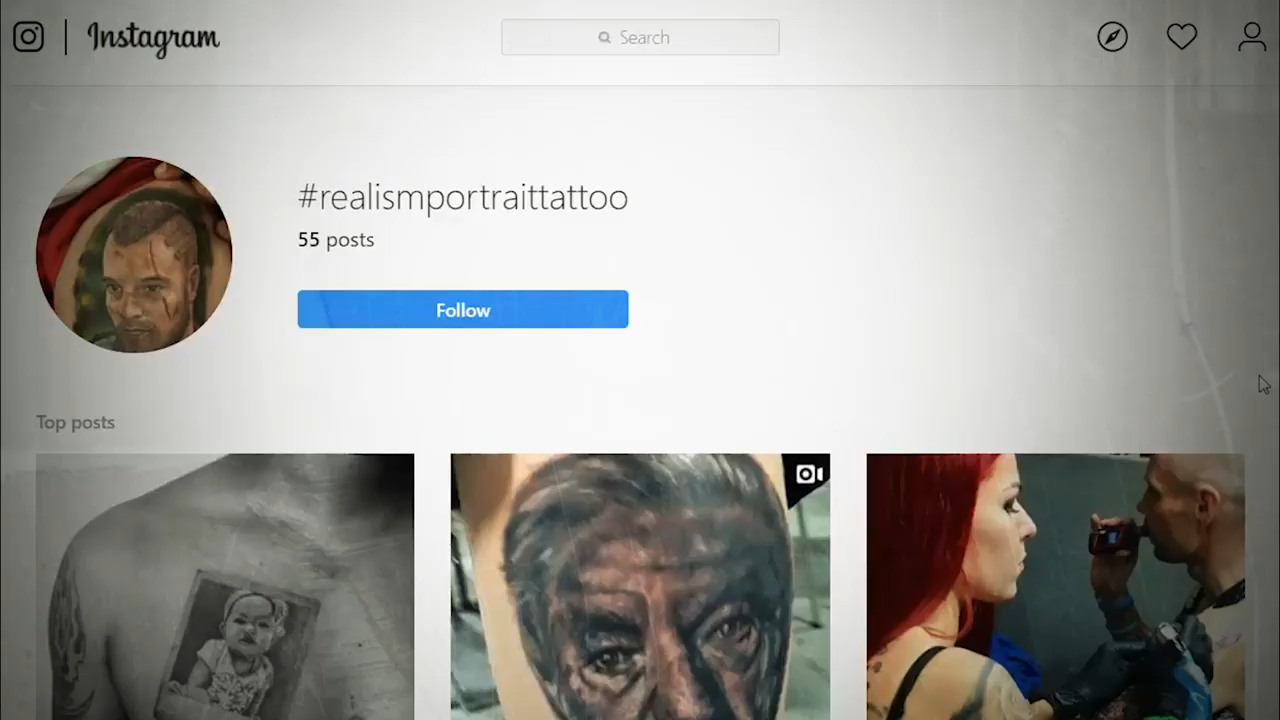 Instagram
Search
#realismportraittattoo
55 posts
Follow
Top posts